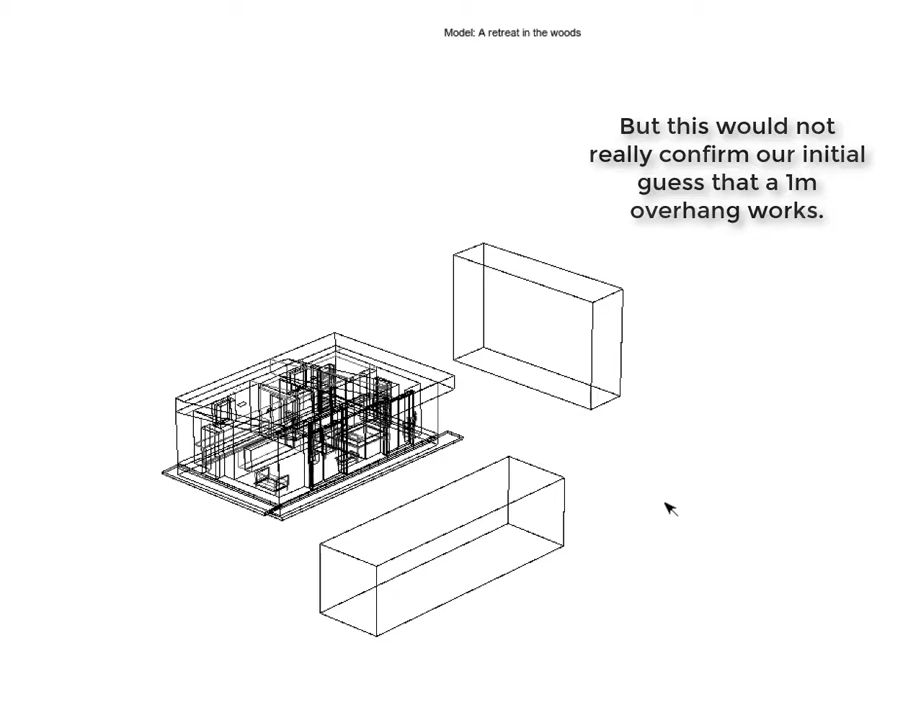 Model: A retreat in the woods
But this would not
really confirm our initial
guess that a 1m
overhang works.